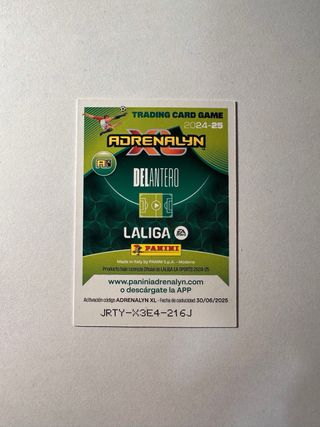 TRADING CARD GAME
2024-25
ADRENALYN
XL
DELANTERO
LALIGA EA SPORTS
PANINI
Made in Italy by PANINI S.p.A. - Modena
Producto bajo Licencia Oficial de LALIGA EA SPORTS 2024-25
www.paniniadrenalyn.com
o descárgate la APP
Activación código ADRENALYN XL - Fecha de caducidad 30/06/2025
JRTY-X3E4-216J